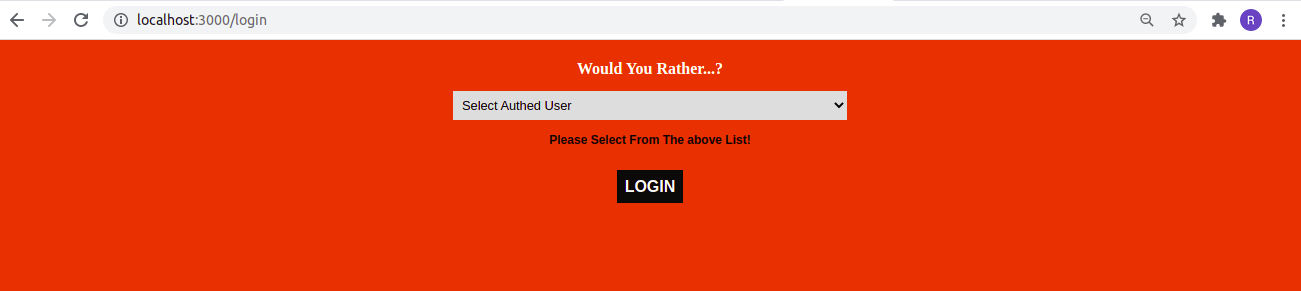 localhost:3000/login
R
Would You Rather...?
Select Authed User
Please Select From The above List!
LOGIN